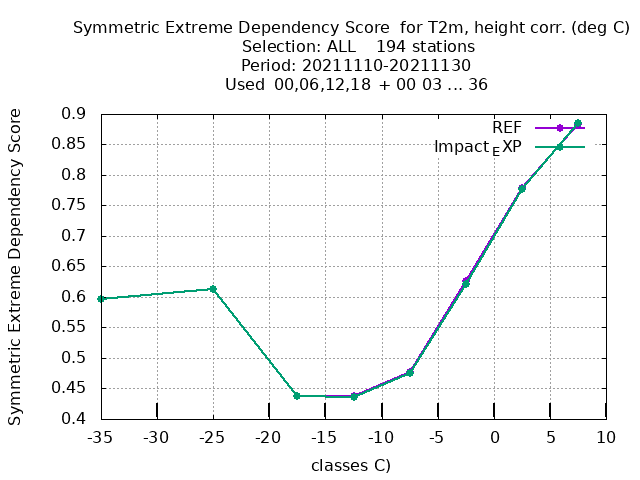 Symmetric Extreme Dependency Score for T2m, height corr. (deg C)
Selection: ALL 194 stations
Period: 20211110-20211130
Used 00,06,12,18 + 00 03 ... 36
Symmetric Extreme Dependency Score
0.9
0.85
0.8
0.75
0.7
0.65
0.6
0.55
0.5
0.45
0.4
REF
Impact_EXP
-35 -30 -25 -20 -15 -10 -5 0 5 10
classes C)